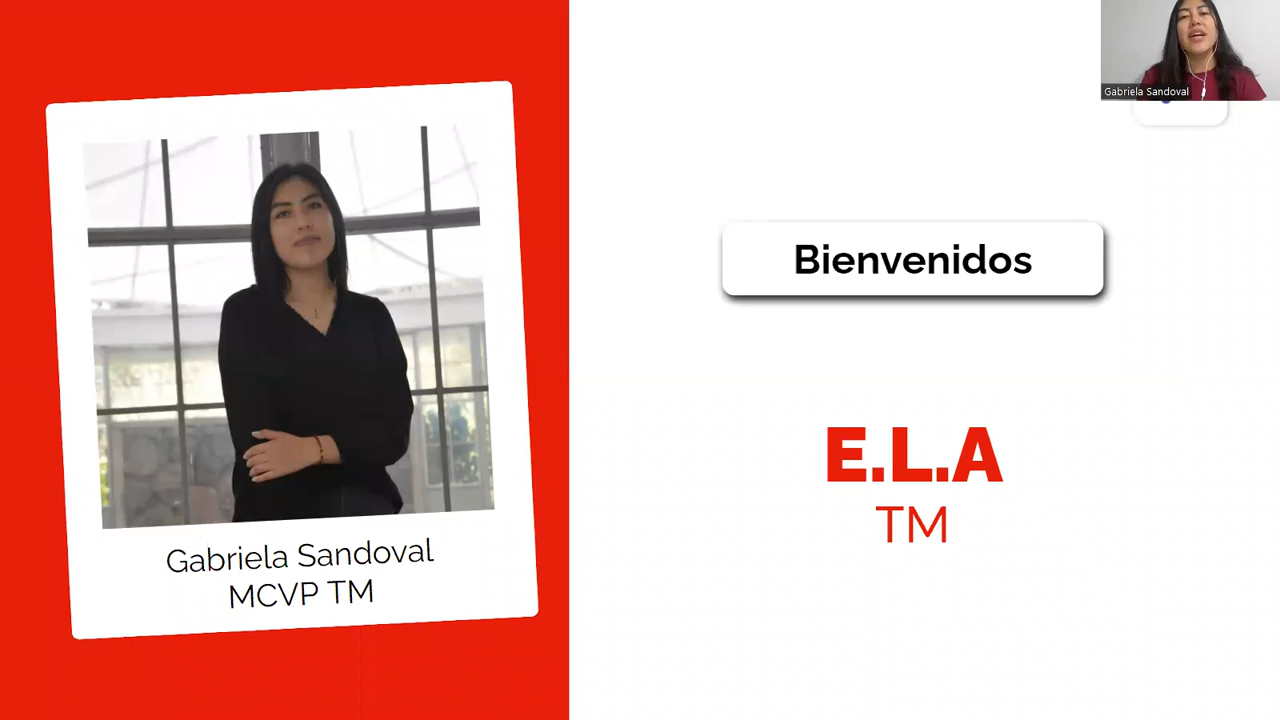 Gabriela Sandoval
Bienvenidos
E.L.A
TM
Gabriela Sandoval
MCVP TM